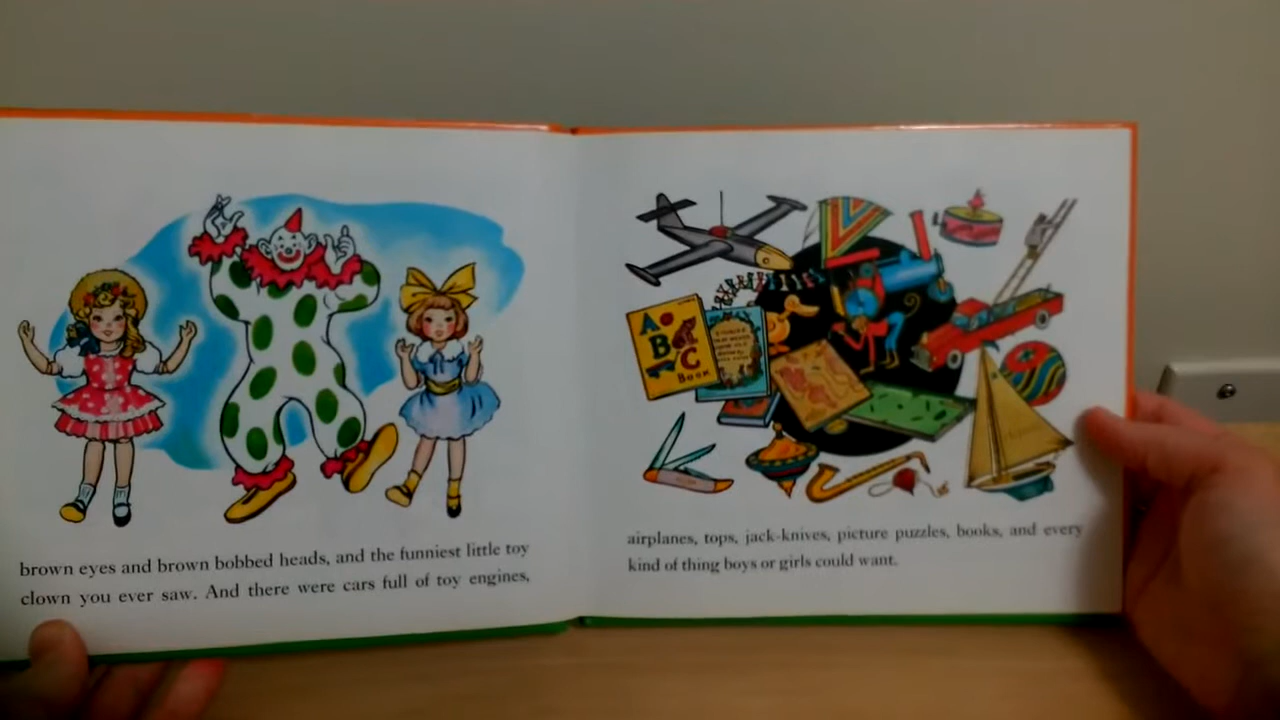 brown eyes and brown bobbed heads, and the funniest little toy
clown you ever saw. And there were cars full of toy engines,
A
B
C
BOOK
airplanes, tops, jack-knives, picture puzzles, books, and every
kind of thing boys or girls could want.